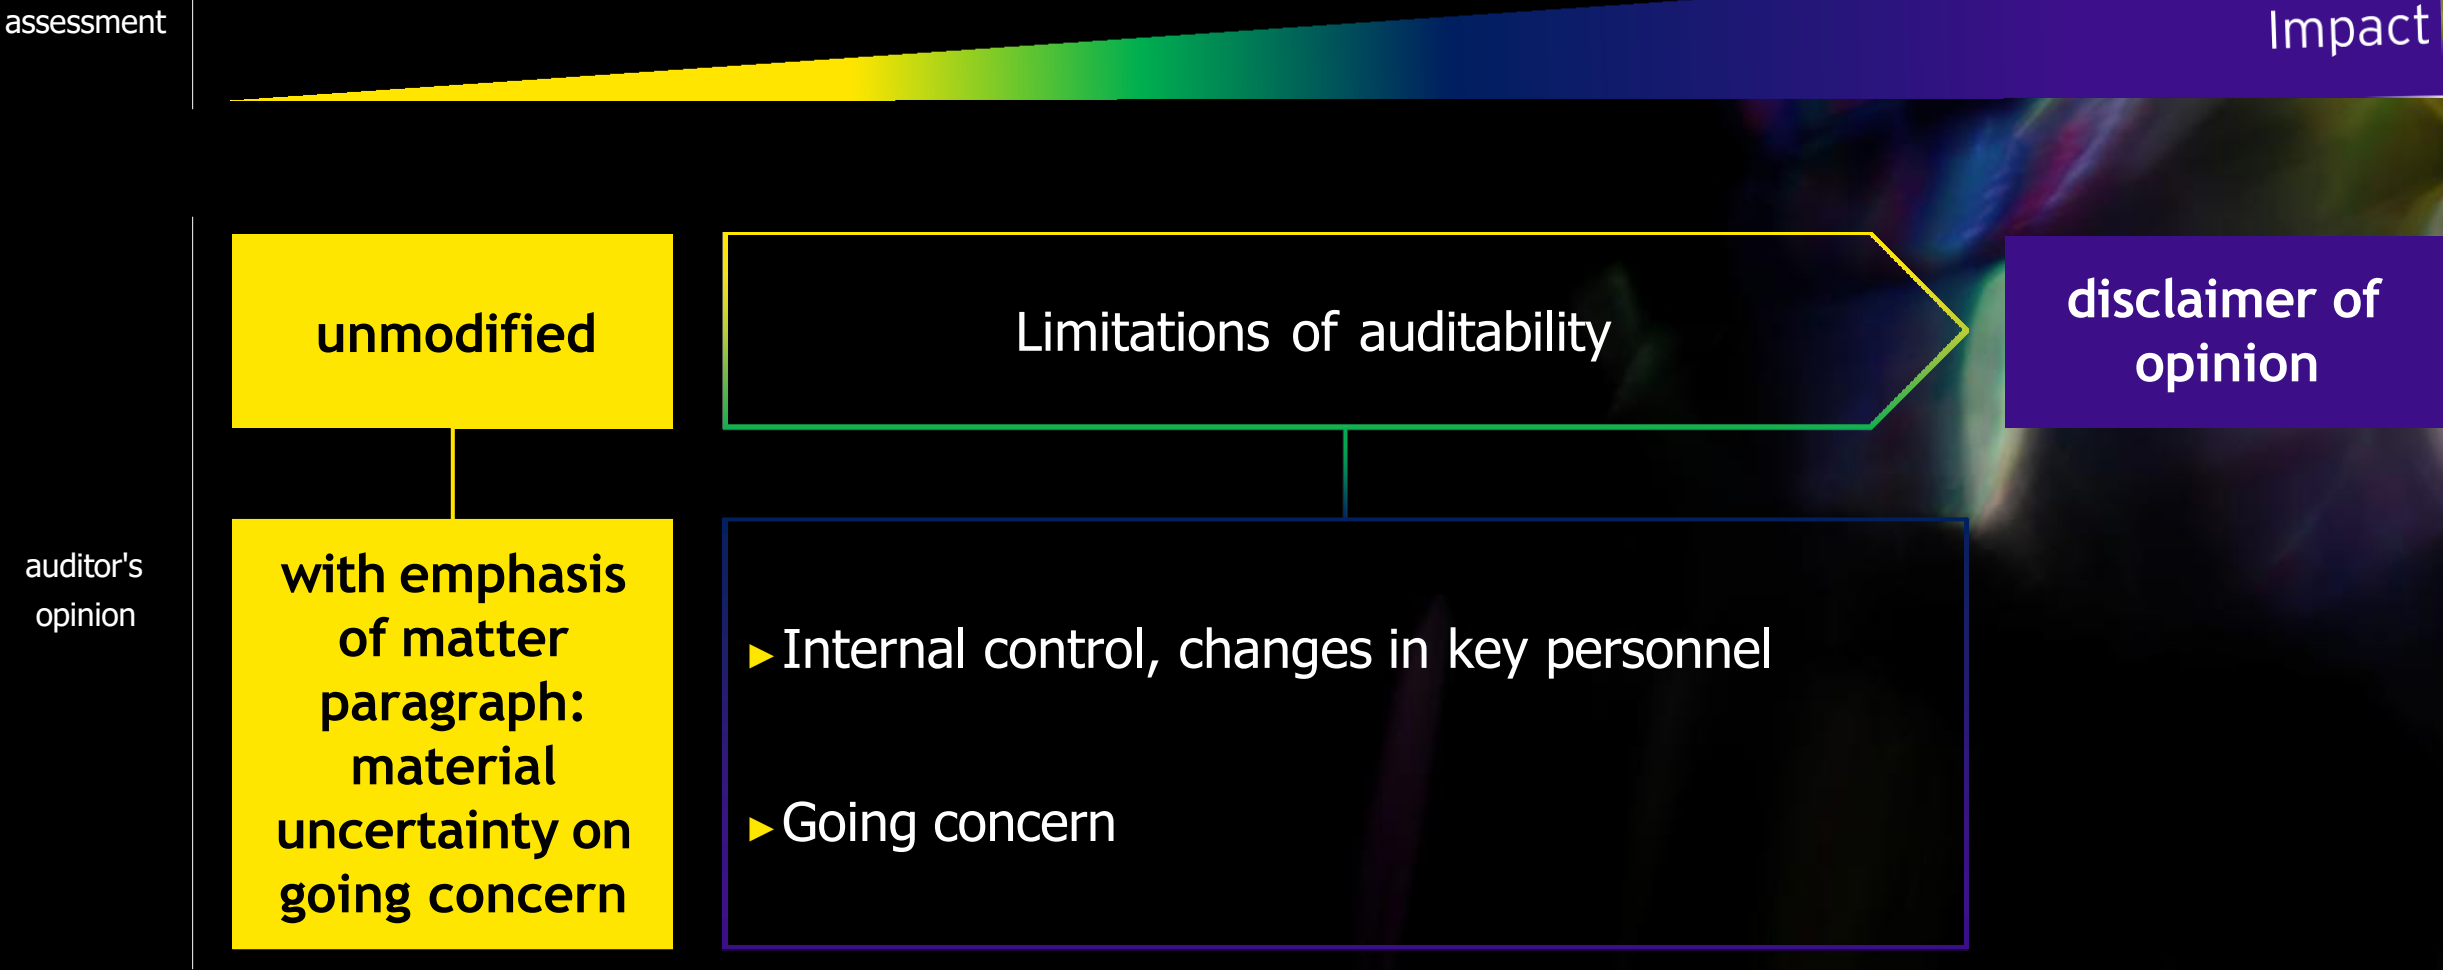 assessment
Impact
unmodified
Limitations of auditability
disclaimer of
opinion
auditor's
opinion
with emphasis
of matter
paragraph:
material
uncertainty on
going concern
►Internal control, changes in key personnel
►Going concern